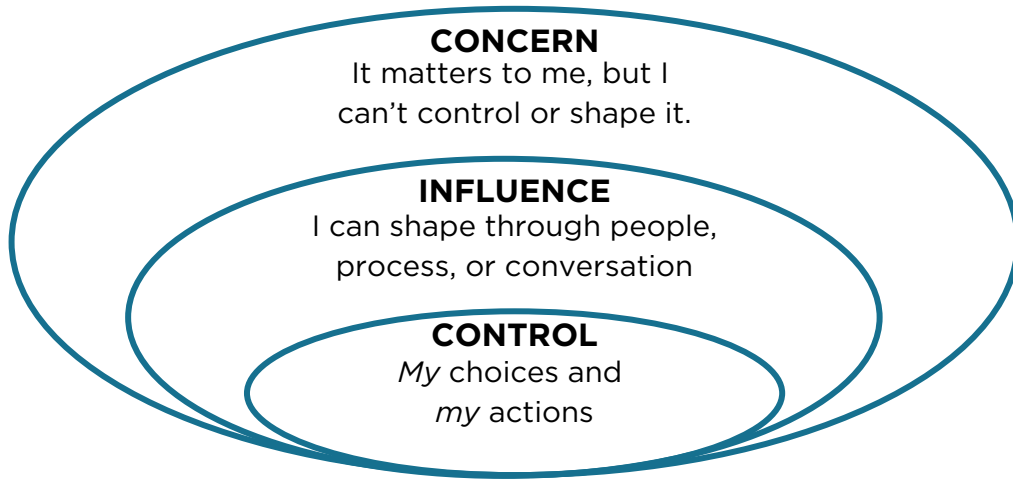 CONCERN
It matters to me, but I
can’t control or shape it.
INFLUENCE
I can shape through people,
process, or conversation
CONTROL
My choices and
my actions